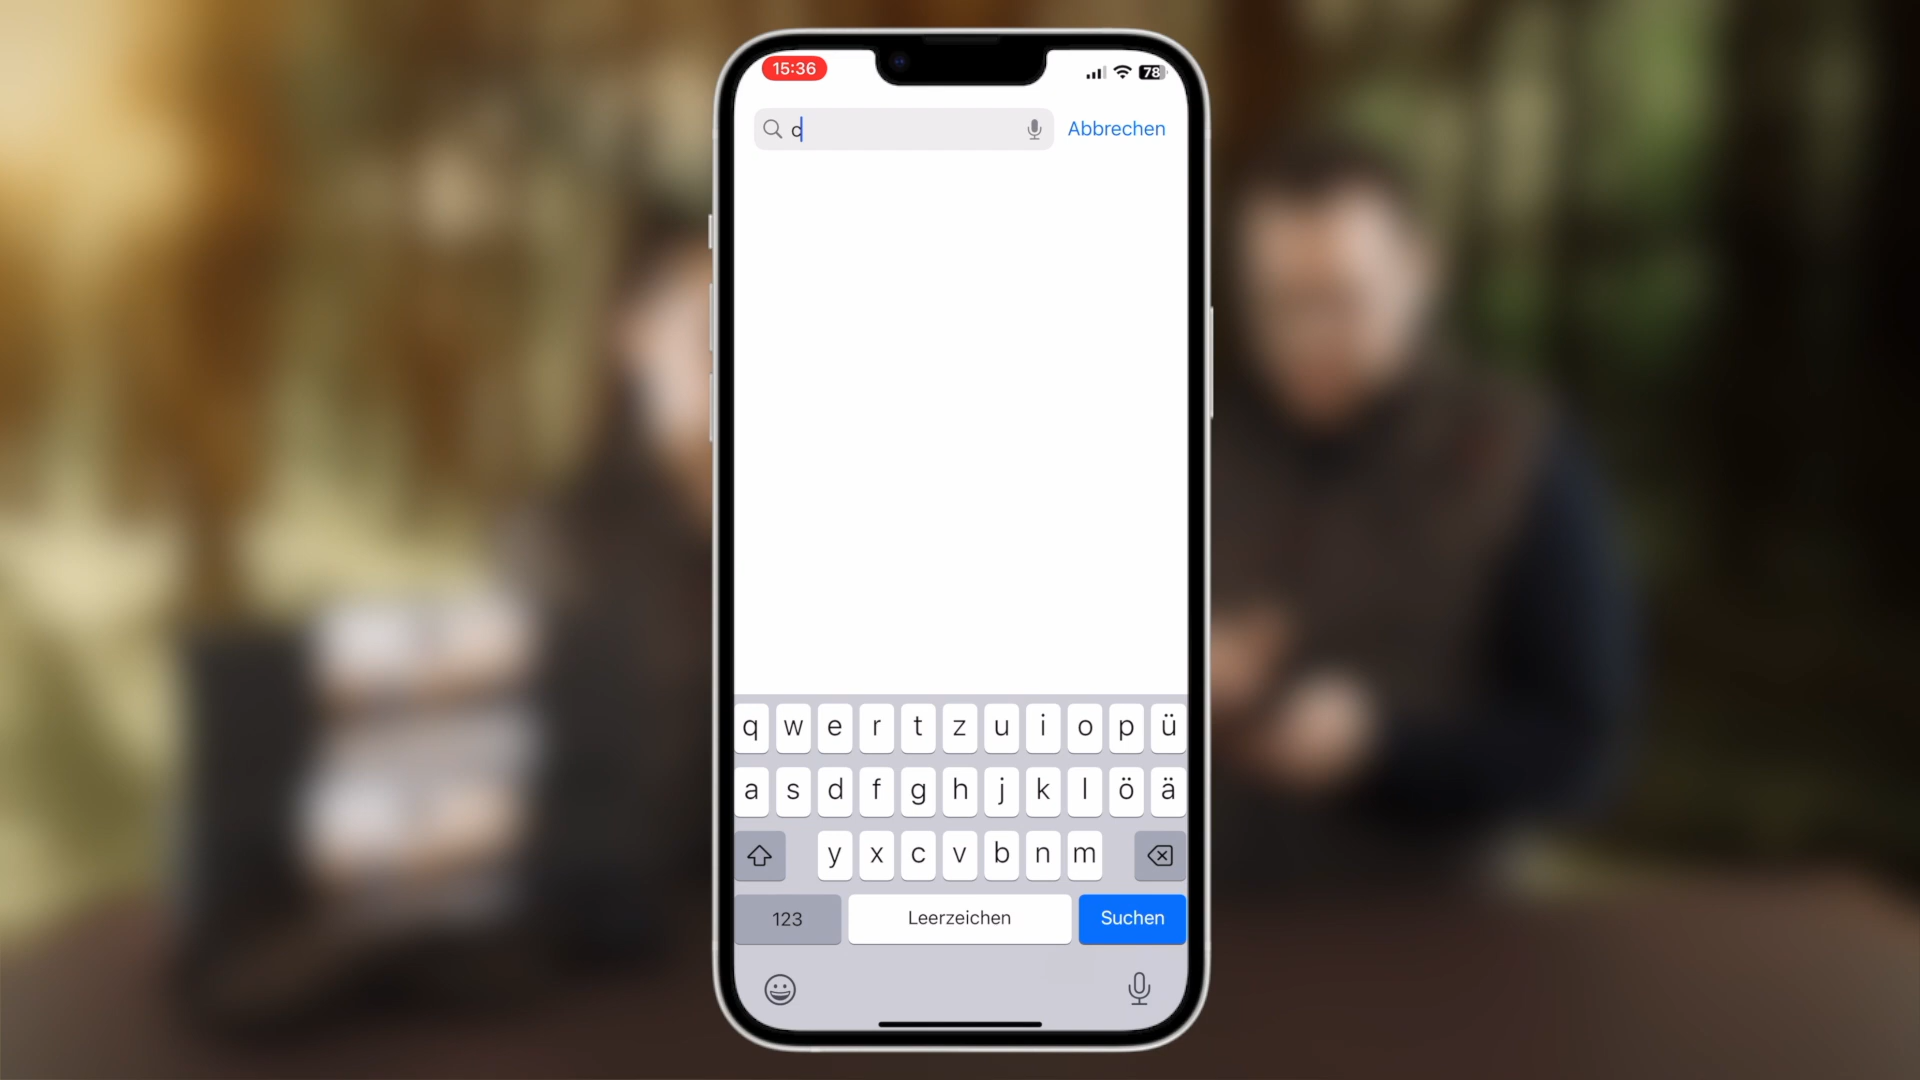 15:36
78
c
Abbrechen
q w e r t z u i o p ü
a s d f g h j k l ö ä
y x c v b n m
123
Leerzeichen
Suchen